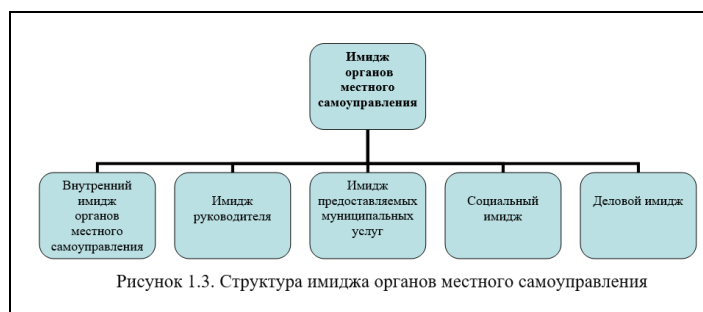 Имидж
органов
местного
самоуправления
Внутренний
имидж
органов
местного
самоуправления
Имидж
руководителя
Имидж
предоставляемых
муниципальных
услуг
Социальный
имидж
Деловой имидж
Рисунок 1.3. Структура имиджа органов местного самоуправления